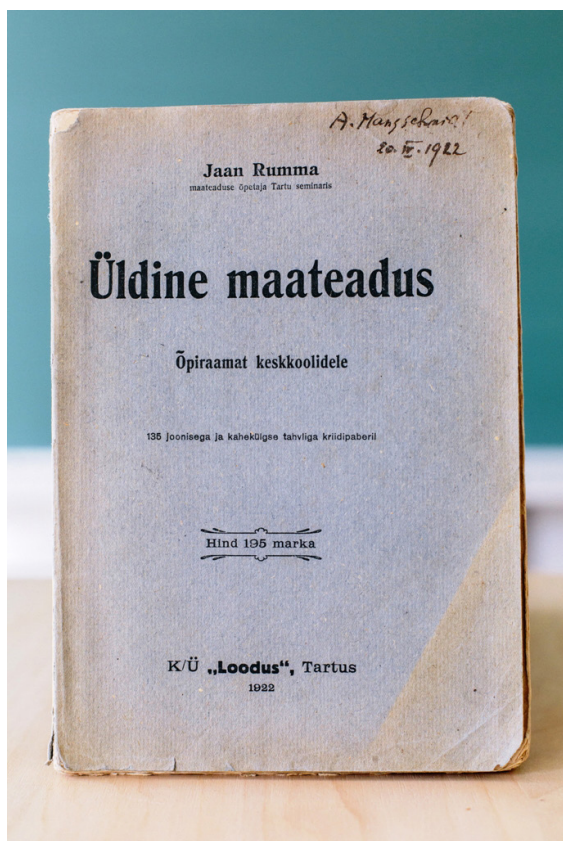 20. IV. 1922
Jaan Rumma
maateaduse õpetaja Tartu seminaris
Üldine maateadus
Õpiraamat keskkoolidele
135 joonisega ja kahekülgse tahvliga kriidipaberil
Hind 195 marka
K/Ü „Loodus“, Tartus
1922